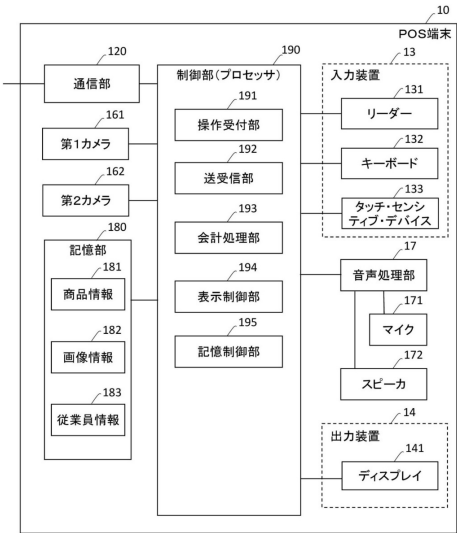 10
POS端末
120
通信部
161
第1カメラ
162
第2カメラ
180
記憶部
181
商品情報
182
画像情報
183
従業員情報
190
制御部(プロセッサ)
191
操作受付部
192
送受信部
193
会計処理部
194
表示制御部
195
記憶制御部
13
入力装置
131
リーダー
132
キーボード
133
タッチ・センシ
ティブ・デバイス
17
音声処理部
171
マイク
172
スピーカ
14
出力装置
141
ディスプレイ